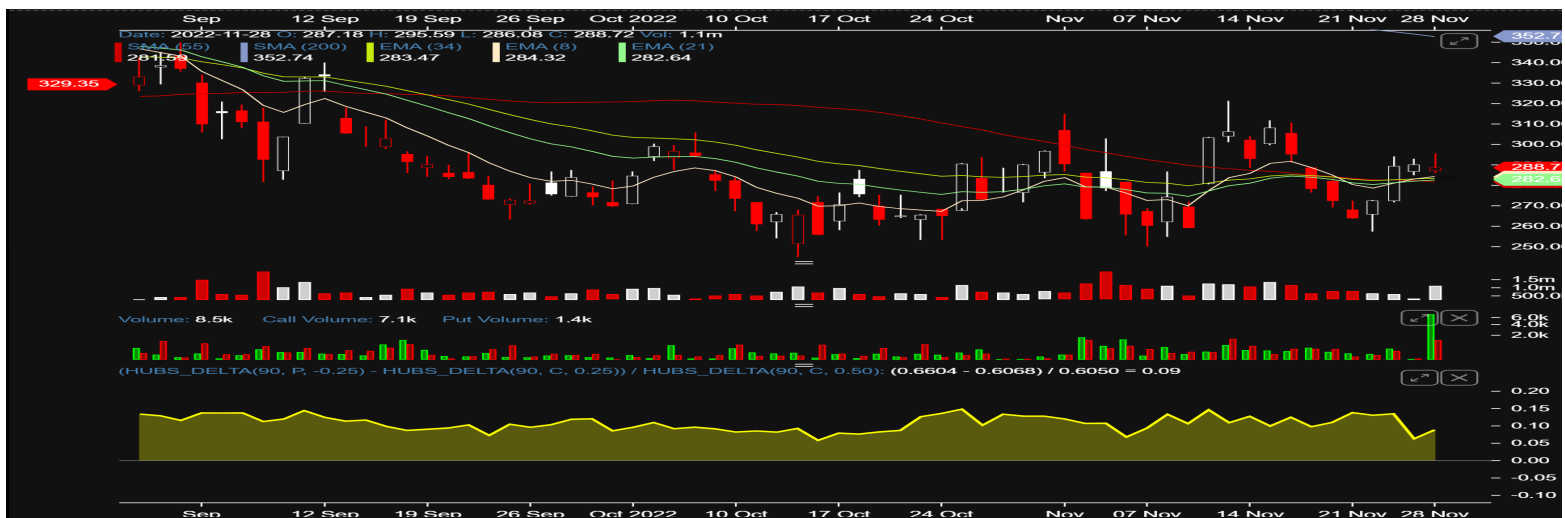 Sep 12 Sep 19 Sep 26 Sep Oct 2022 10 Oct 17 Oct 24 Oct Nov 07 Nov 14 Nov 21 Nov 28 Nov
Date: 2022-11-28 O: 287.18 H: 295.59 L: 286.08 C: 288.72 Vol: 1.1m
SMA (55) SMA (200) EMA (34) EMA (8) EMA (21)
281.59 352.74 283.47 284.32 282.64
352.7
340.00
329.35
330.00
320.00
310.00
300.00
288.7
282.6
270.00
260.00
250.00
1.5m
1.0m
500.0
Volume: 8.5k Call Volume: 7.1k Put Volume: 1.4k
6.0k
4.0k
2.0k
(HUBS_DELTA(90, P, -0.25) - HUBS_DELTA(90, C, 0.25)) / HUBS_DELTA(90, C, 0.50): (0.6604 - 0.6068) / 0.6050 = 0.09
0.20
0.15
0.10
0.05
0.00
-0.05
-0.10
Sep 12 Sep 19 Sep 26 Sep Oct 2022 10 Oct 17 Oct 24 Oct Nov 07 Nov 14 Nov 21 Nov 28 Nov